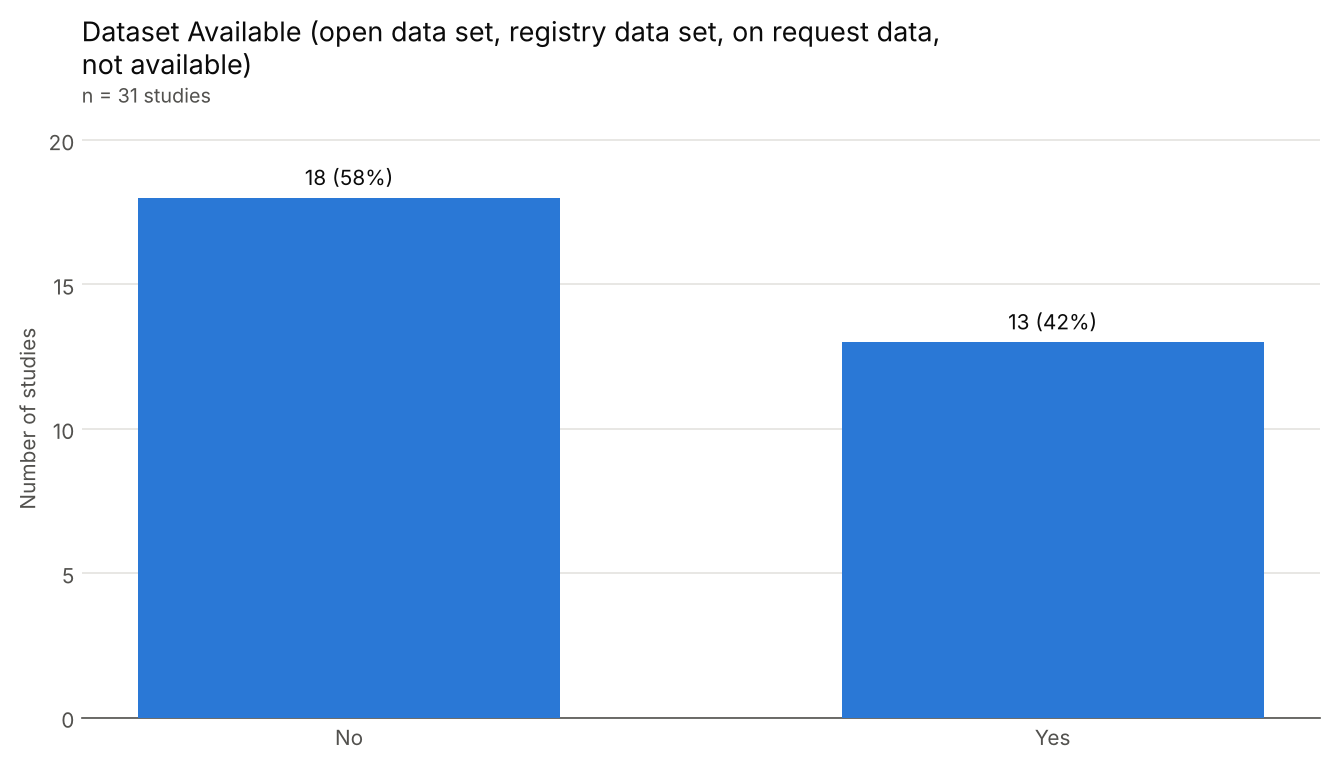 Dataset Available (open data set, registry data set, on request data,
not available)
n = 31 studies
20
15
10
5
0
Number of studies
18 (58%)
13 (42%)
No
Yes